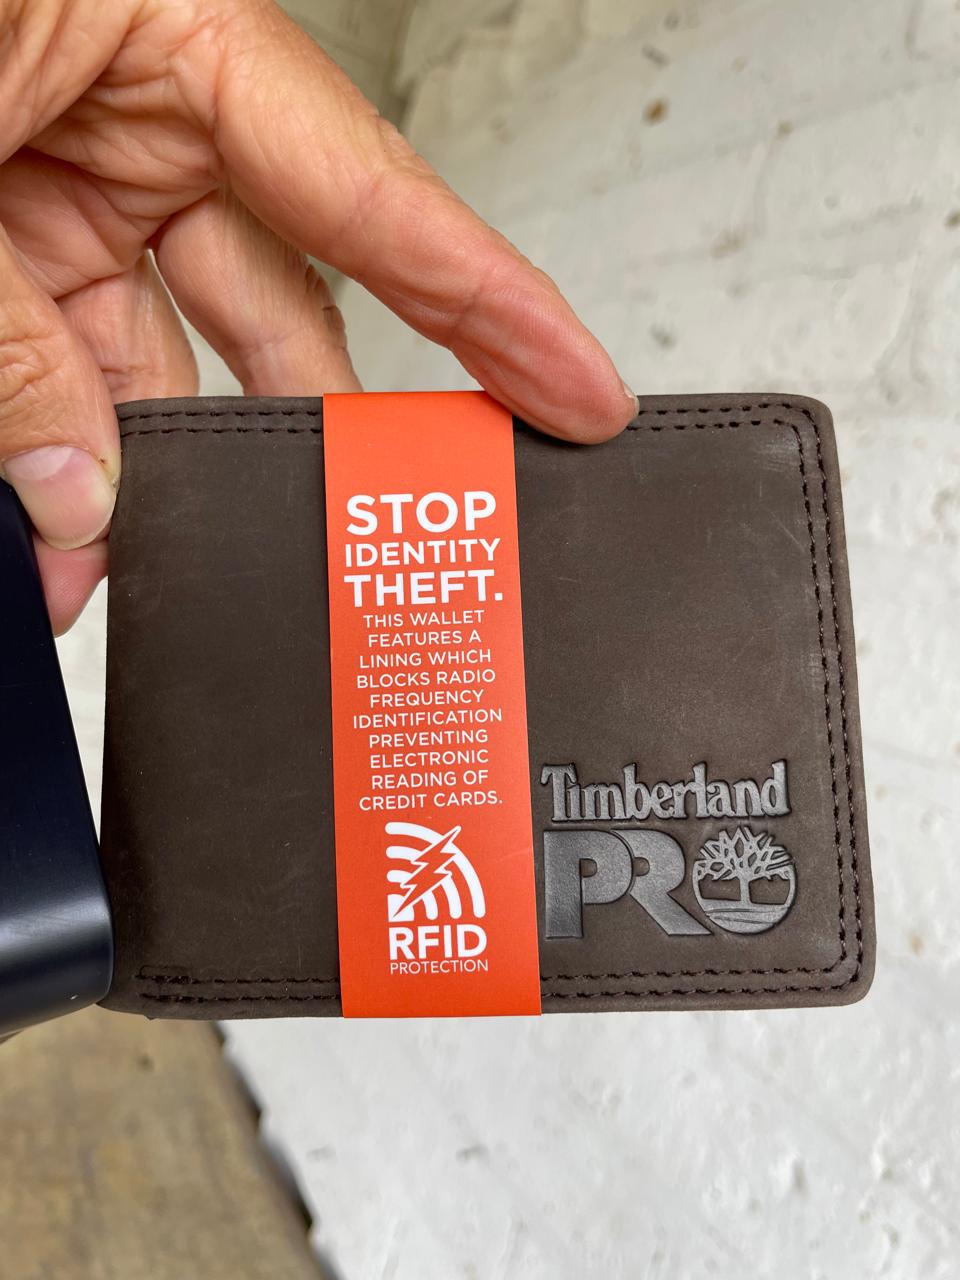 STOP
IDENTITY
THEFT.
THIS WALLET
FEATURES A
LINING WHICH
BLOCKS RADIO
FREQUENCY
IDENTIFICATION
PREVENTING
ELECTRONIC
READING OF
CREDIT CARDS.
RFID
PROTECTION
Timberland
PRO